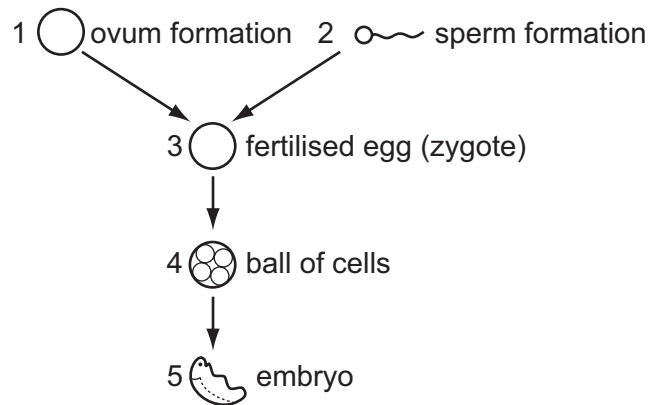 1 ovum formation 2 sperm formation
3 fertilised egg (zygote)
4 ball of cells
5 embryo